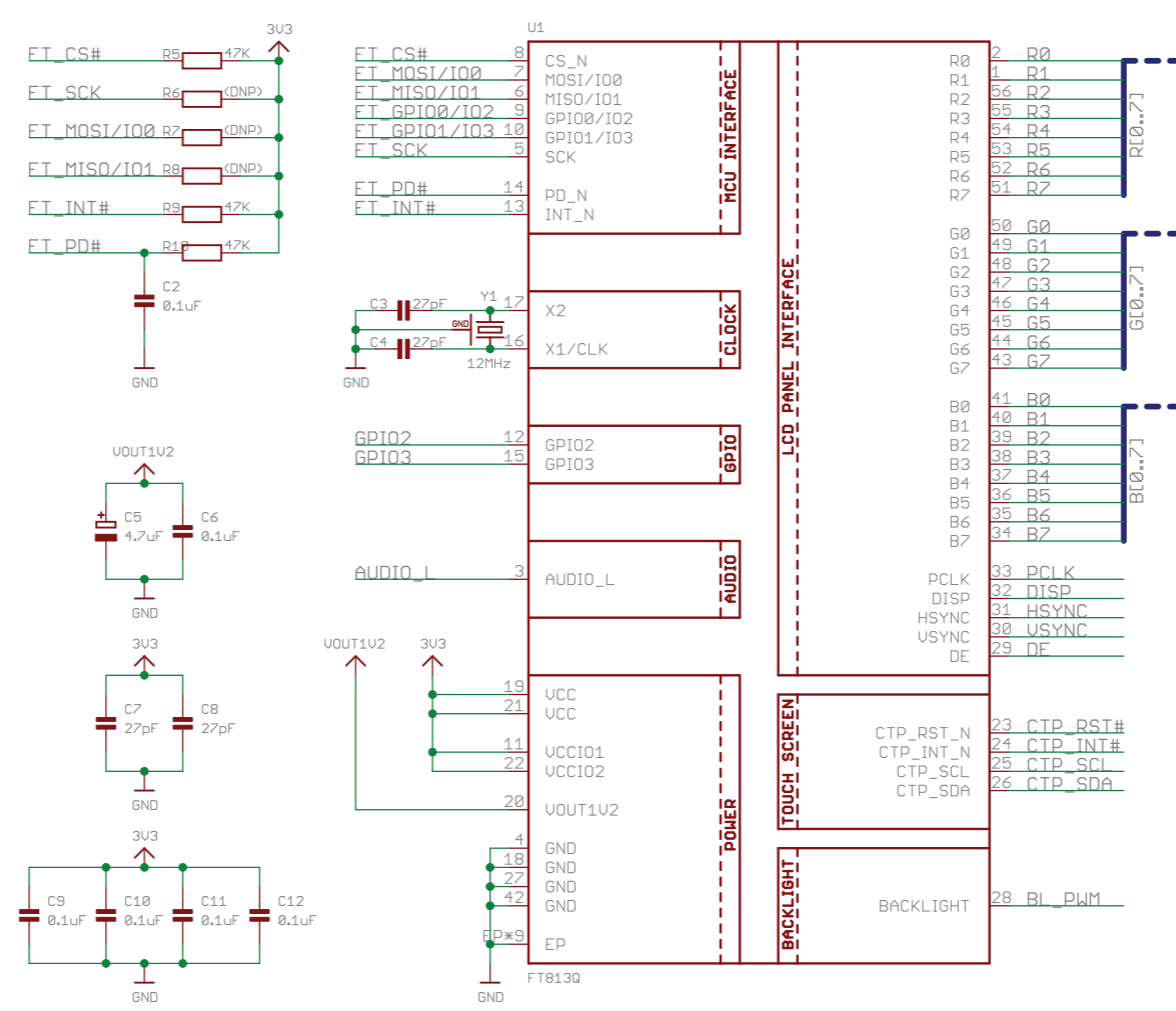 3V3
FT_CS# R5 47K
FT_SCK R6 (DNP)
FT_MOSI/IO0 R7 (DNP)
FT_MISO/IO1 R8 (DNP)
FT_INT# R9 47K
FT_PD# R10 47K
C2
0.1uF
GND
VOUT1V2
C5
4.7uF
C6
0.1uF
GND
3V3
C7
27pF
C8
27pF
GND
3V3
C9
0.1uF
C10
0.1uF
C11
0.1uF
C12
0.1uF
GND
U1
FT_CS# 8 CS_N
FT_MOSI/IO0 7 MOSI/IO0
FT_MISO/IO1 6 MISO/IO1
FT_GPIO0/IO2 9 GPIO0/IO2
FT_GPIO1/IO3 10 GPIO1/IO3
FT_SCK 5 SCK
FT_PD# 14 PD_N
FT_INT# 13 INT_N
MCU INTERFACE
C3 27pF Y1 17 X2
GND
C4 27pF 16 X1/CLK
12MHz
GND
CLOCK
GPIO2 12 GPIO2
GPIO3 15 GPIO3
GPIO
AUDIO_L 3 AUDIO_L
AUDIO
VOUT1V2 3V3
19 VCC
21 VCC
11 VCCIO1
22 VCCIO2
20 VOUT1V2
4 GND
18 GND
27 GND
42 GND
EP*9 EP
POWER
GND
FT813Q
LCD PANEL INTERFACE
R0 2 R0
R1 1 R1
R2 56 R2
R3 55 R3
R4 54 R4
R5 53 R5
R6 52 R6
R7 51 R7
R[0..7]
G0 50 G0
G1 49 G1
G2 48 G2
G3 47 G3
G4 46 G4
G5 45 G5
G6 44 G6
G7 43 G7
G[0..7]
B0 41 B0
B1 40 B1
B2 39 B2
B3 38 B3
B4 37 B4
B5 36 B5
B6 35 B6
B7 34 B7
B[0..7]
PCLK 33 PCLK
DISP 32 DISP
HSYNC 31 HSYNC
VSYNC 30 VSYNC
DE 29 DE
TOUCH SCREEN
CTP_RST_N 23 CTP_RST#
CTP_INT_N 24 CTP_INT#
CTP_SCL 25 CTP_SCL
CTP_SDA 26 CTP_SDA
BACKLIGHT
BACKLIGHT 28 BL_PWM